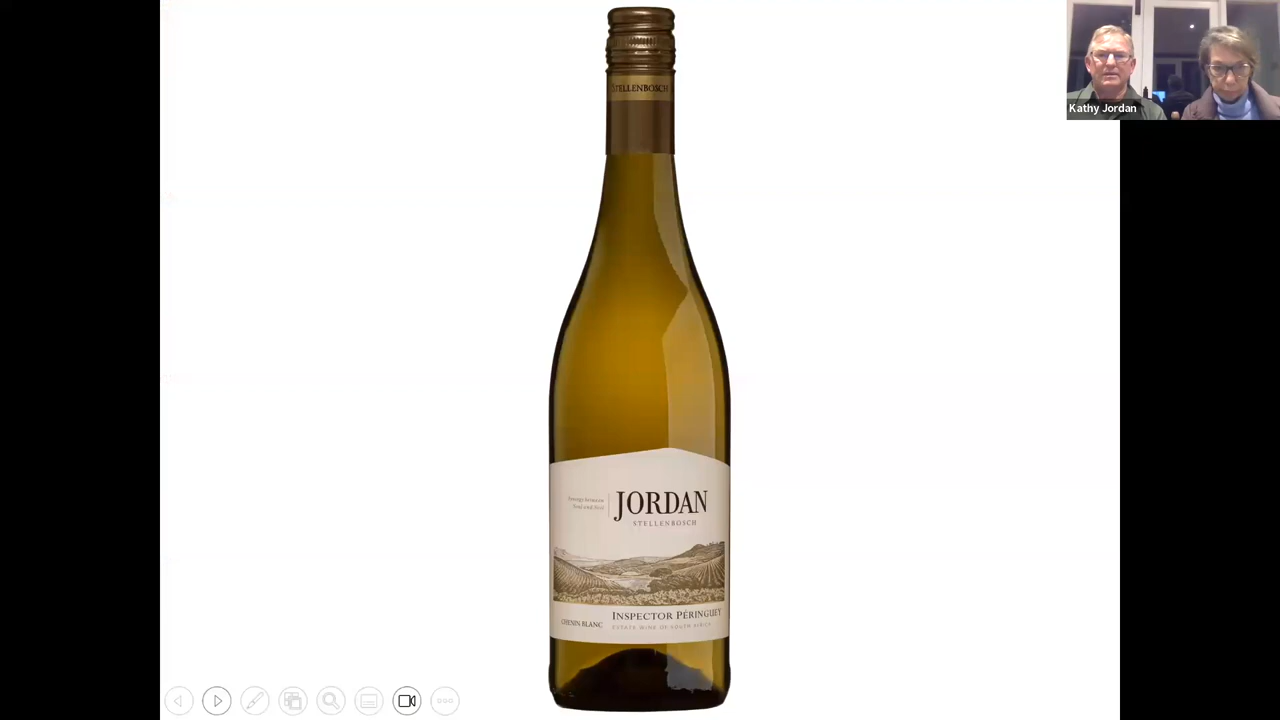 STELLENBOSCH
Kathy Jordan
JORDAN
STELLENBOSCH
INSPECTOR PÉRINGUEY
CHENIN BLANC
ESTATE WINE OF SOUTH AFRICA